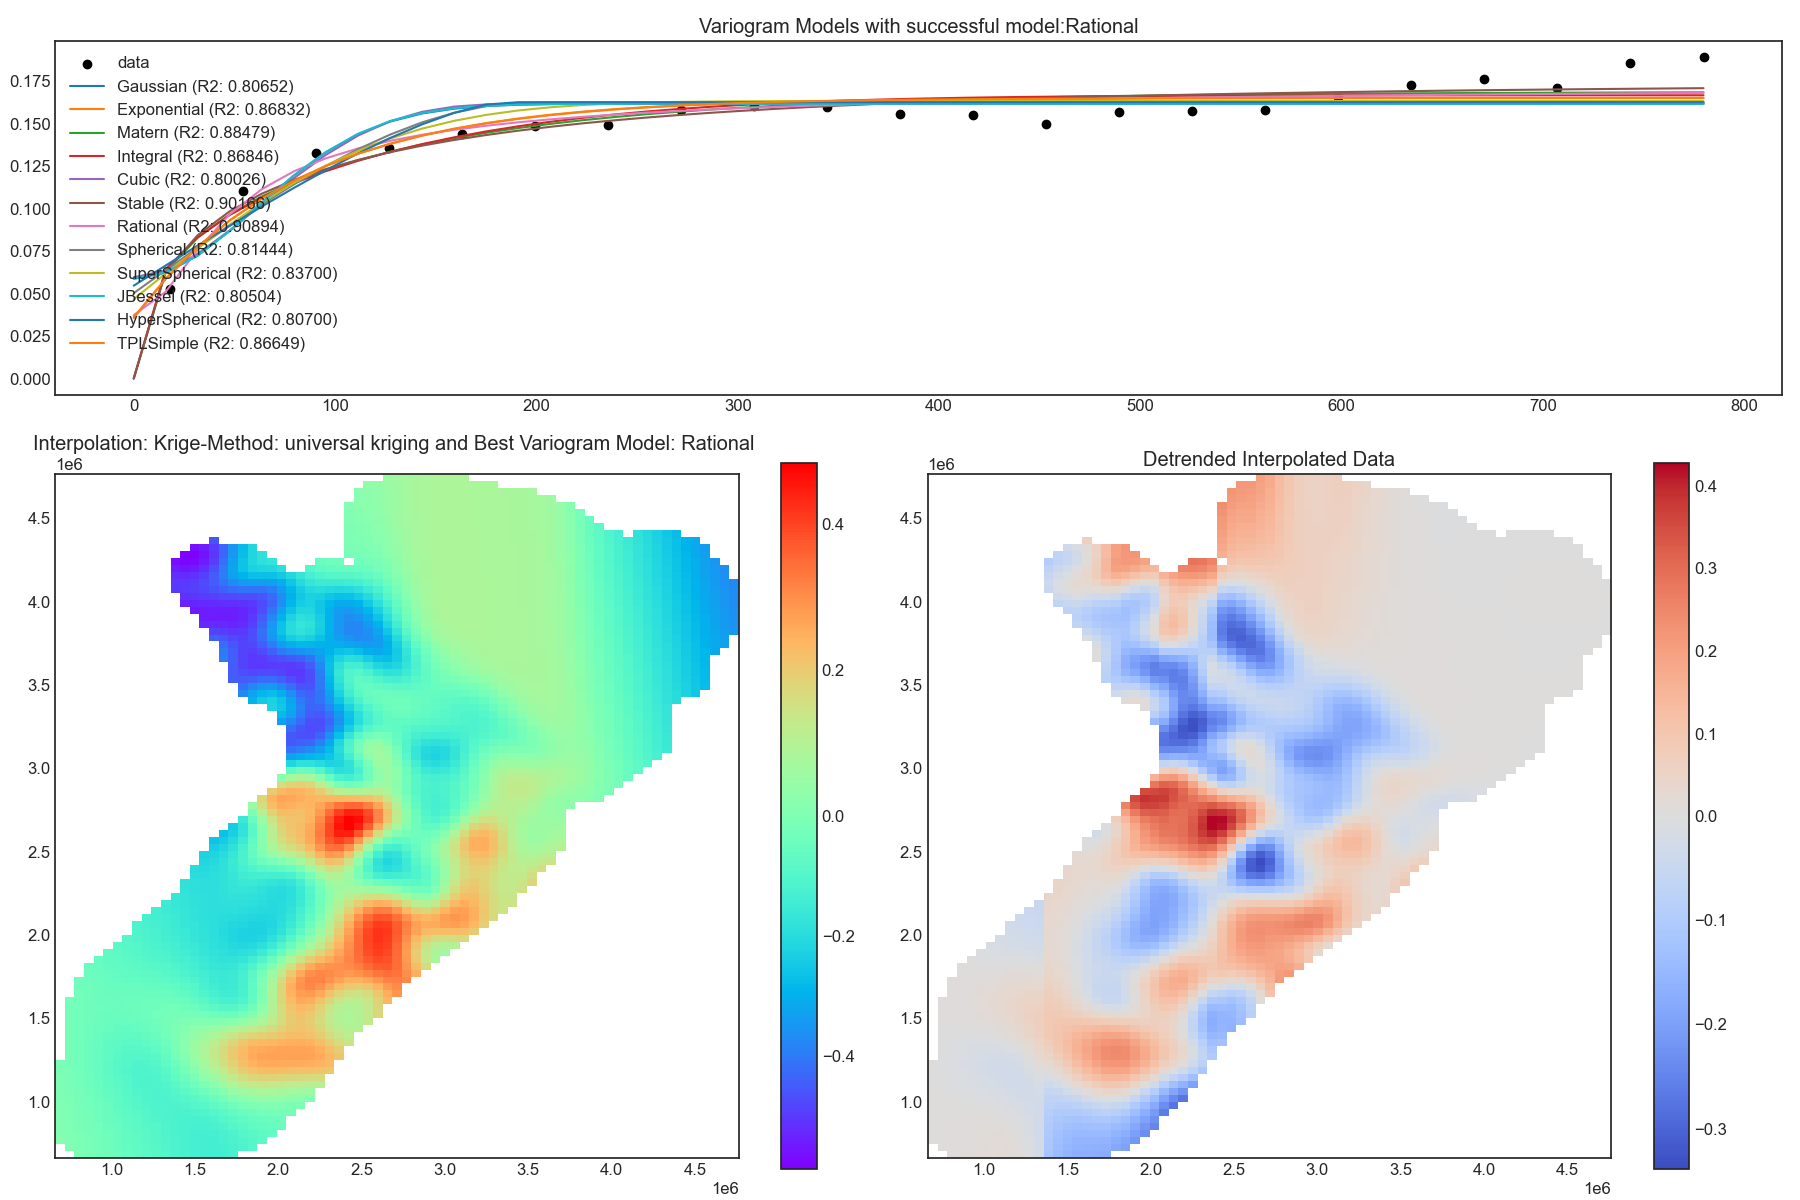 Variogram Models with successful model:Rational
0.175
0.150
0.125
0.100
0.075
0.050
0.025
0.000
data
Gaussian (R2: 0.80652)
Exponential (R2: 0.86832)
Matern (R2: 0.88479)
Integral (R2: 0.86846)
Cubic (R2: 0.80026)
Stable (R2: 0.90166)
Rational (R2: 0.90894)
Spherical (R2: 0.81444)
SuperSpherical (R2: 0.83700)
JBessel (R2: 0.80504)
HyperSpherical (R2: 0.80700)
TPLSimple (R2: 0.86649)
0 100 200 300 400 500 600 700 800
Interpolation: Krige-Method: universal kriging and Best Variogram Model: Rational
1e6
4.5
4.0
3.5
3.0
2.5
2.0
1.5
1.0
1.0 1.5 2.0 2.5 3.0 3.5 4.0 4.5
1e6
0.4
0.2
0.0
−0.2
−0.4
Detrended Interpolated Data
1e6
4.5
4.0
3.5
3.0
2.5
2.0
1.5
1.0
1.0 1.5 2.0 2.5 3.0 3.5 4.0 4.5
1e6
0.4
0.3
0.2
0.1
0.0
−0.1
−0.2
−0.3